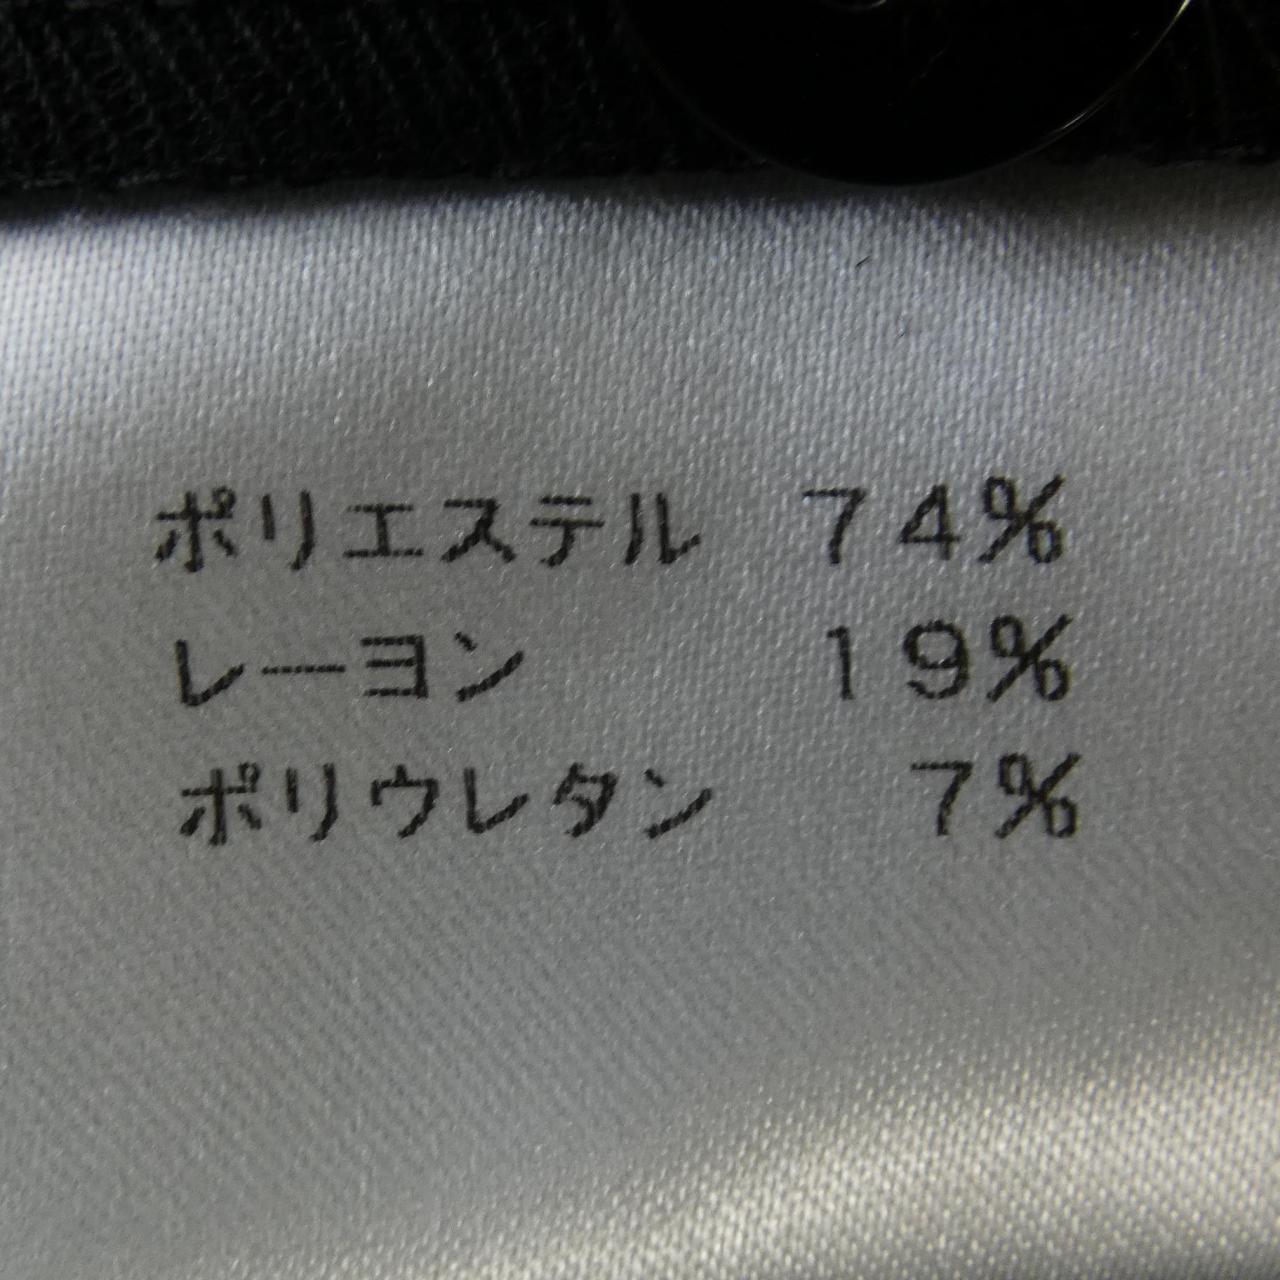 ポリエステル 74%
レーヨン 19%
ポリウレタン 7%